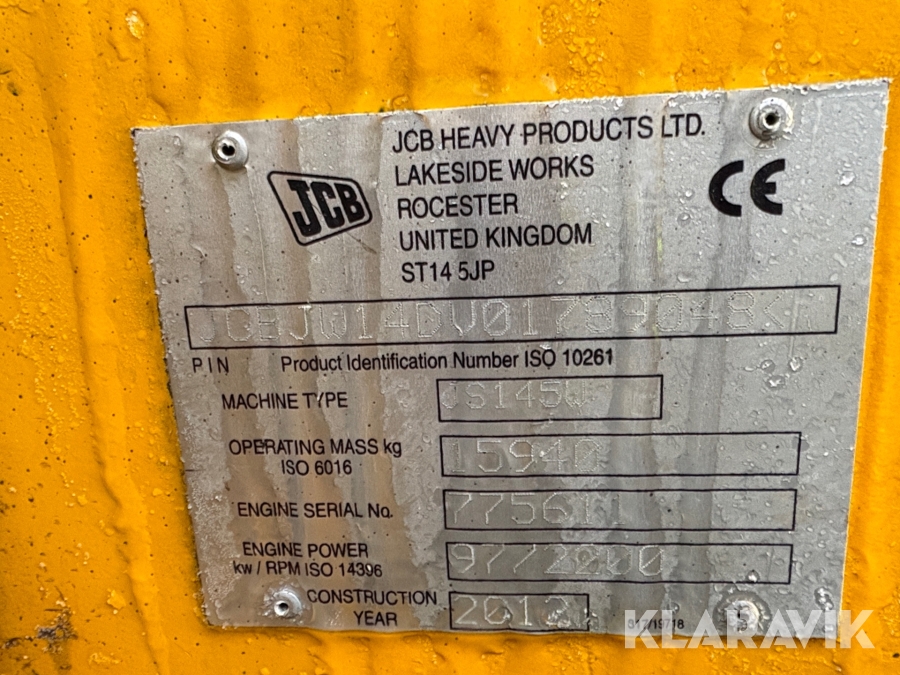 JCB
JCB HEAVY PRODUCTS LTD.
LAKESIDE WORKS
ROCESTER
UNITED KINGDOM
ST14 5JP
CE
PIN Product Identification Number ISO 10261
MACHINE TYPE JS145W
OPERATING MASS kg 15940
ISO 6016
ENGINE SERIAL No.
ENGINE POWER 97/2200
kw / RPM ISO 14396
CONSTRUCTION YEAR 2012
KLARAVIK